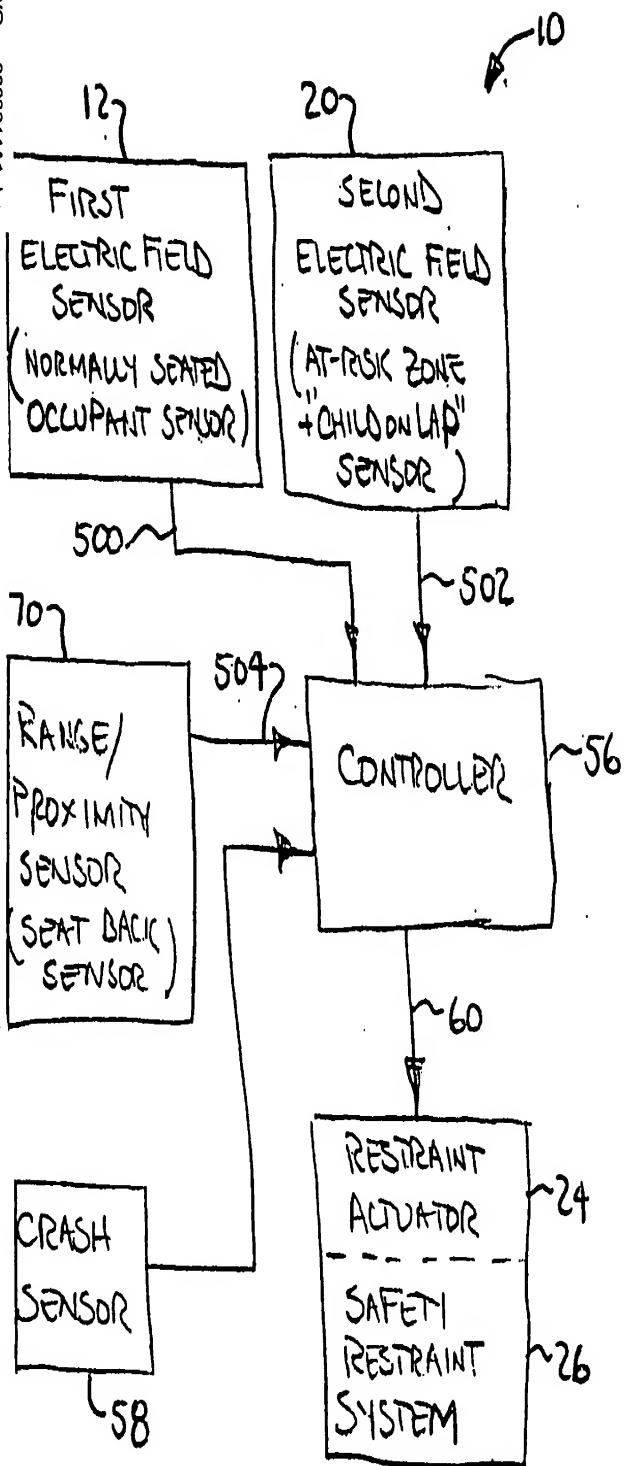 10
12
20
FIRST
ELECTRIC FIELD
SENSOR
(NORMALLY SEATED
OCCUPANT SENSOR)
SECOND
ELECTRIC FIELD
SENSOR
(AT-RISK ZONE
+"CHILD ON LAP"
SENSOR)
500
502
70
504
RANGE/
PROXIMITY
SENSOR
(SEAT BACK
SENSOR)
CONTROLLER
56
60
CRASH
SENSOR
58
RESTRAINT
ACTUATOR
24
SAFETY
RESTRAINT
SYSTEM
26